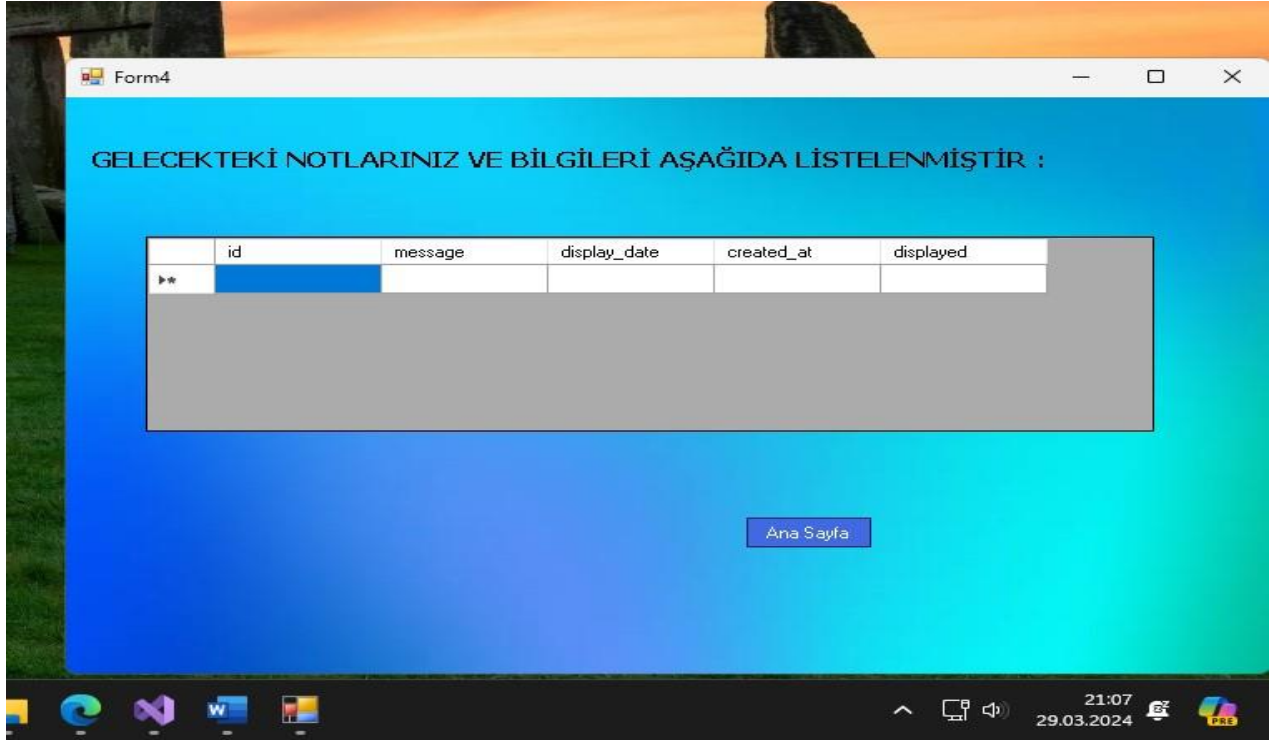 Form4
GELECEKTEKİ NOTLARINIZ VE BİLGİLERİ AŞAĞIDA LİSTELENMİŞTİR :
id message display_date created_at displayed
Ana Sayfa
W
21:07
29.03.2024
PRE